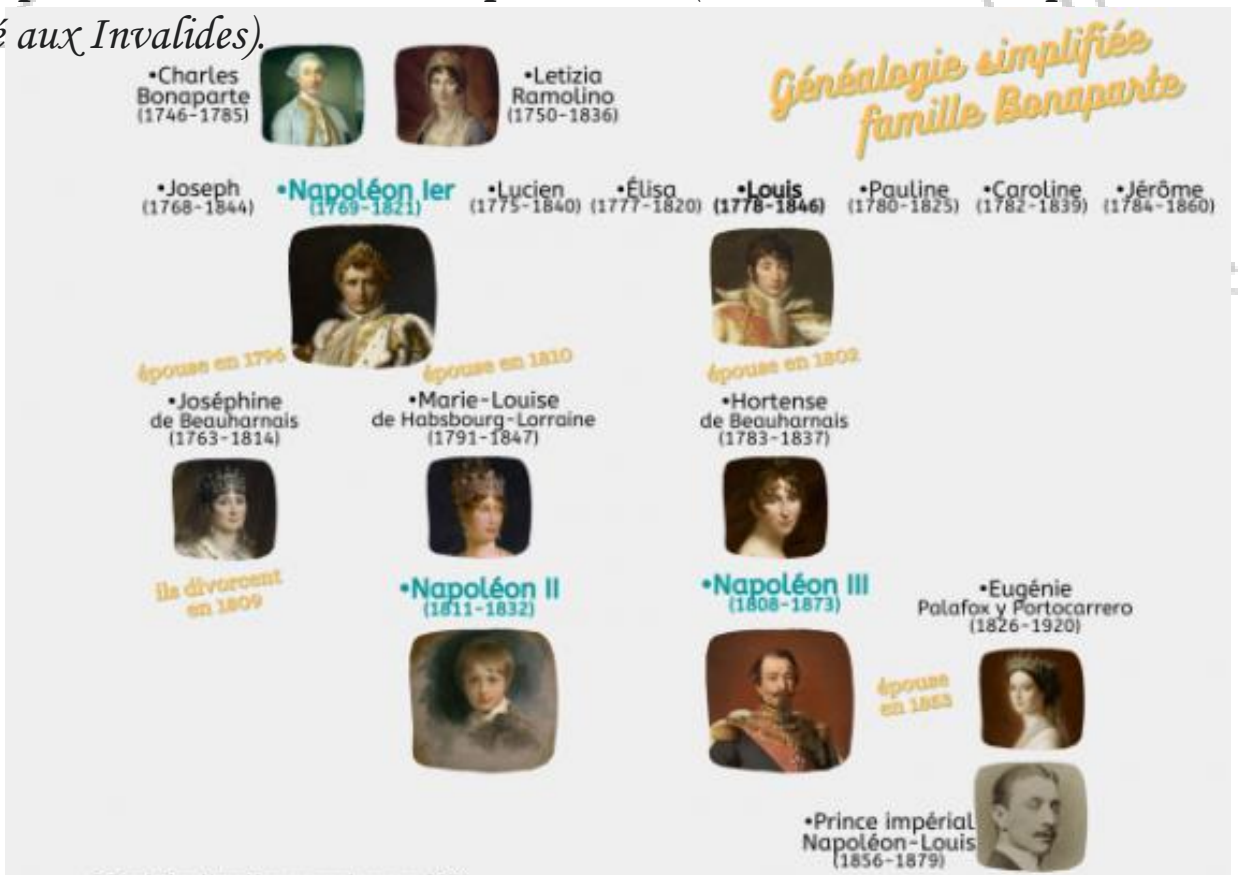 é aux Invalides).
Généalogie simplifiée
famille Bonaparte
•Charles
Bonaparte
(1746-1785)
•Letizia
Ramolino
(1750-1836)
•Joseph
(1768-1844)
•Napoléon Ier
(1769-1821)
•Lucien
(1775-1840)
•Élisa
(1777-1820)
•Louis
(1778-1846)
•Pauline
(1780-1825)
•Caroline
(1782-1839)
•Jérôme
(1784-1860)
épouse en 1796
épouse en 1810
épouse en 1802
•Joséphine
de Beauharnais
(1763-1814)
•Marie-Louise
de Habsbourg-Lorraine
(1791-1847)
•Hortense
de Beauharnais
(1783-1837)
ils divorcent
en 1809
•Napoléon II
(1811-1832)
•Napoléon III
(1808-1873)
•Eugénie
Palafox y Portocarrero
(1826-1920)
épouse
en 1853
•Prince impérial
Napoléon-Louis
(1856-1879)